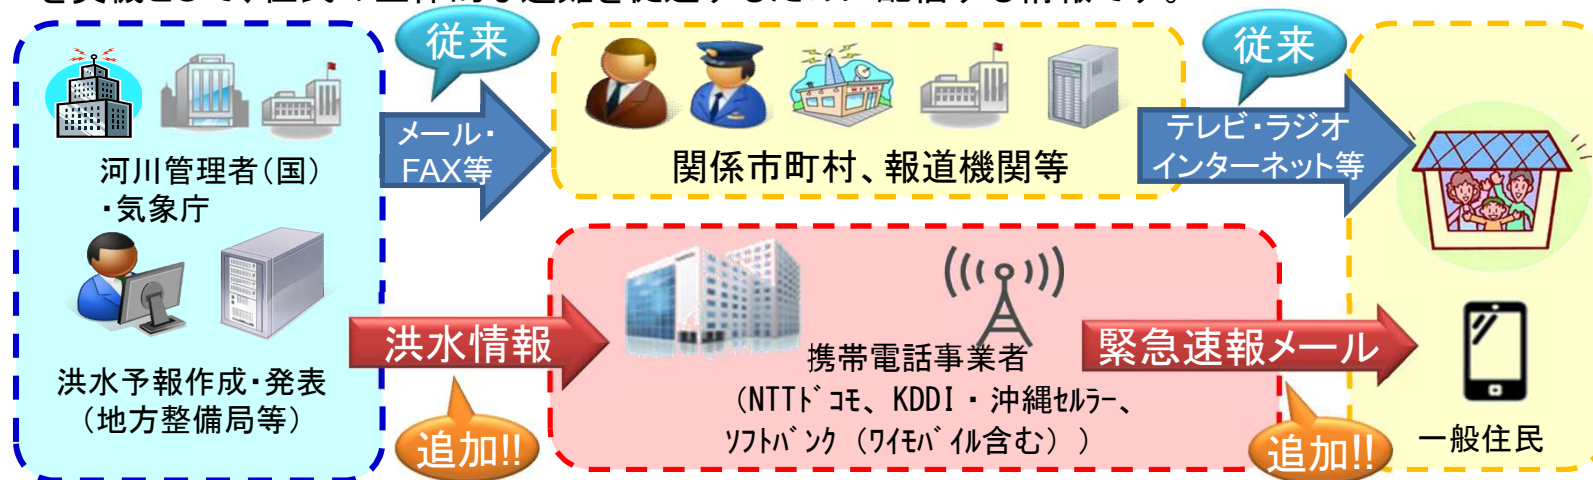 従来
従来
メール・
FAX等
関係市町村、報道機関等
テレビ・ラジオ
インターネット等
河川管理者(国)
・気象庁
洪水情報
緊急速報メール
携帯電話事業者
(NTTドコモ、KDDI・沖縄セルラー、
ソフトバンク(ワイモバイル含む))
洪水予報作成・発表
(地方整備局等)
追加!!
追加!!
一般住民